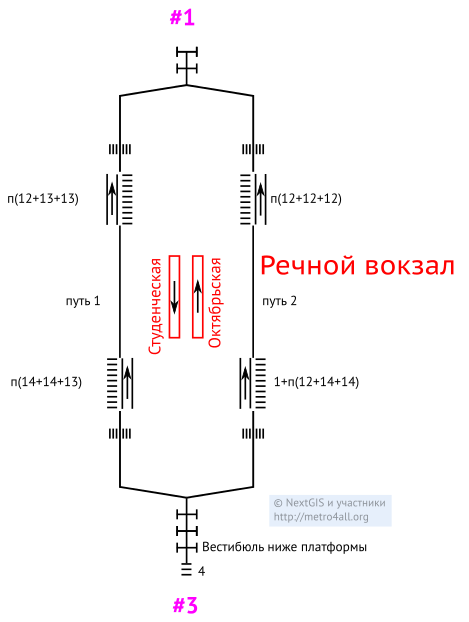 #1
п(12+13+13)
п(12+12+12)
Речной вокзал
Студенческая
Октябрьская
путь 1
путь 2
п(14+14+13)
1+п(12+14+14)
© NextGIS и участники
http://metro4all.org
Вестибюль ниже платформы
4
#3